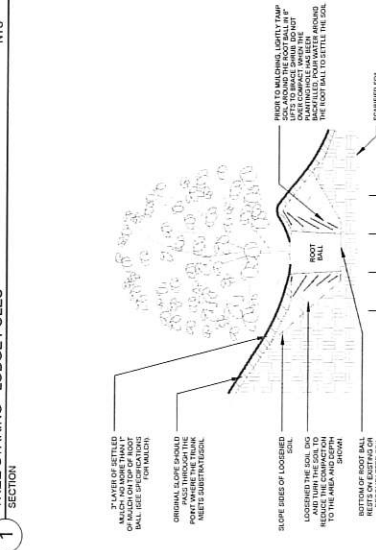 1
SECTION
NTS
3" LAYER OF SETTLED
MULCH. NO MORE THAN 1"
OF MULCH ON TOP OF ROOT
BALL. (SEE SPECIFICATIONS
FOR MULCH).
ORIGINAL SLOPE SHOULD
PASS THROUGH THE
POINT WHERE THE TRUNK
MEETS SUBSTRATE/SOIL.
SLOPE SIDES OF LOOSENED
SOIL.
LOOSENED THE SOIL. DIG
AND TURN THE SOIL TO
REDUCE THE COMPACTION
TO THE AREA AND DEPTH
SHOWN
BOTTOM OF ROOT BALL
RESTS ON EXISTING OR
ROOT
BALL
PRIOR TO MULCHING, LIGHTLY TAMP
SOIL AROUND THE ROOT BALL IN 6"
LIFTS TO BRACE SHRUB. DO NOT
OVER COMPACT. WHEN THE
PLANTING HOLE HAS BEEN
BACKFILLED, POUR WATER AROUND
THE ROOT BALL TO SETTLE THE SOIL